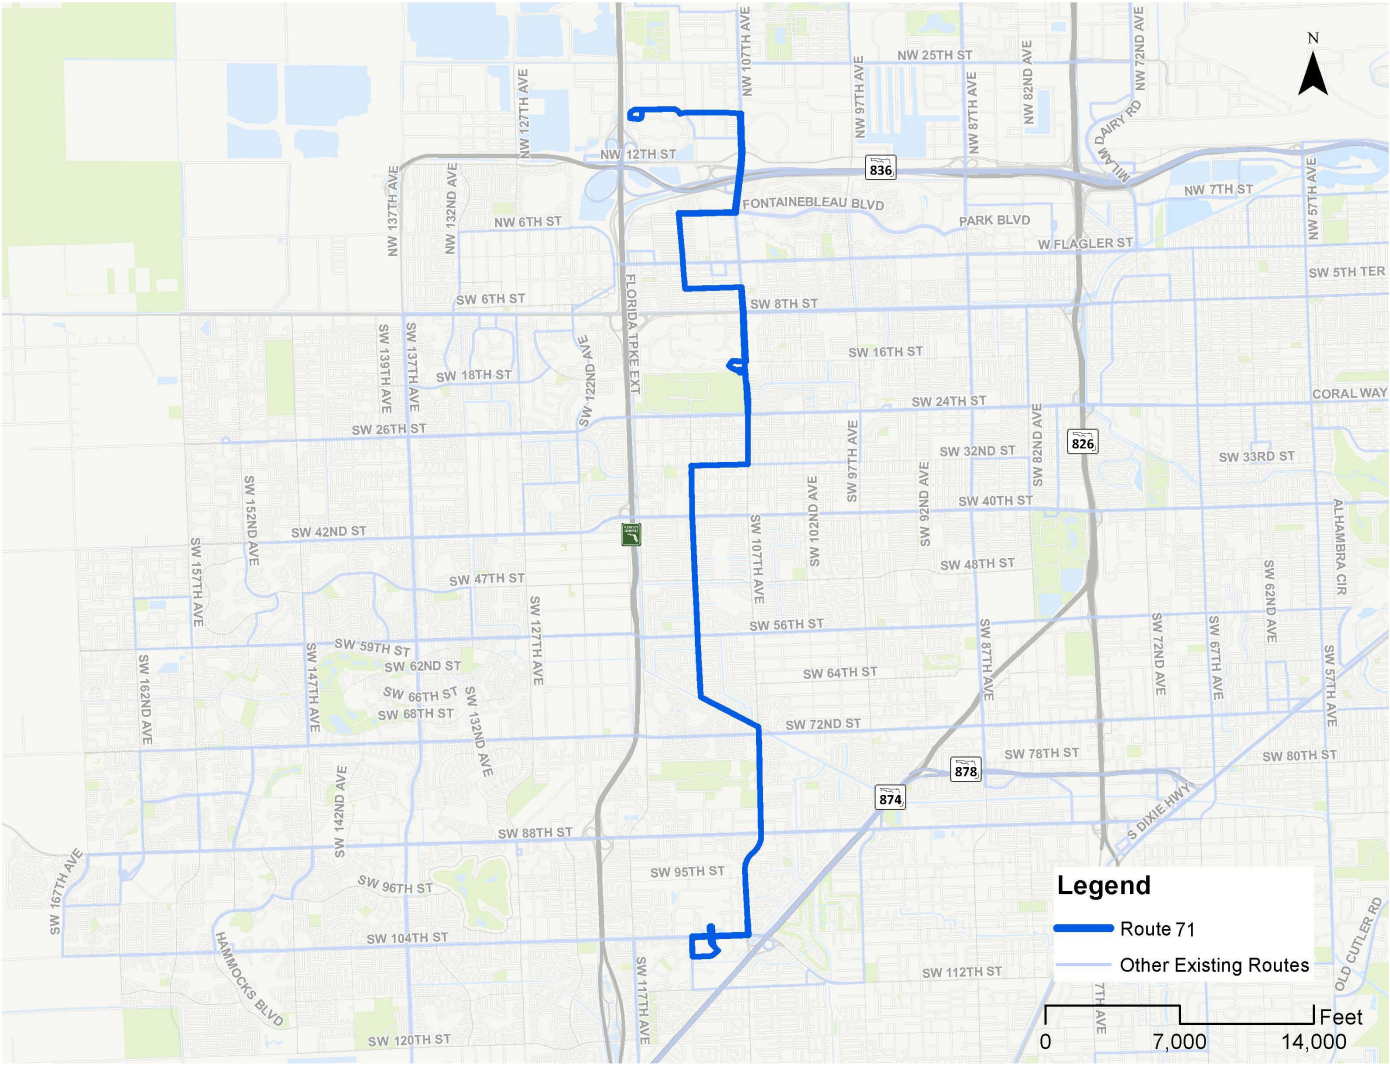 NW 107TH AVE
NW 72ND AVE
N
NW 25TH ST
NW 97TH AVE
NW 82ND AVE
NW 127TH AVE
NW 87TH AVE
MILAM DAIRY RD
NW 12TH ST
836
NW 57TH AVE
NW 137TH AVE
NW 132ND AVE
NW 7TH ST
FONTAINEBLEAU BLVD
NW 6TH ST
PARK BLVD
W FLAGLER ST
SW 5TH TER
FLORIDA TPKE EXT
SW 6TH ST
SW 8TH ST
SW 139TH AVE
SW 137TH AVE
SW 122ND AVE
SW 16TH ST
SW 18TH ST
CORAL WAY
SW 24TH ST
SW 26TH ST
SW 82ND AVE
826
SW 97TH AVE
SW 32ND ST
SW 33RD ST
SW 152ND AVE
SW 102ND AVE
SW 92ND AVE
SW 40TH ST
ALHAMBRA CIR
SW 42ND ST
SW 107TH AVE
SW 157TH AVE
SW 48TH ST
SW 62ND AVE
SW 47TH ST
SW 127TH AVE
SW 56TH ST
SW 87TH AVE
SW 72ND AVE
SW 67TH AVE
SW 59TH ST
SW 147TH AVE
SW 57TH AVE
SW 162ND AVE
SW 62ND ST
SW 64TH ST
SW 66TH ST
SW 132ND AVE
SW 68TH ST
SW 72ND ST
SW 78TH ST
SW 80TH ST
878
874
SW 142ND AVE
S DIXIE HWY
SW 88TH ST
SW 167TH AVE
SW 95TH ST
SW 96TH ST
Legend
Route 71
Other Existing Routes
OLD CUTLER RD
SW 104TH ST
HAMMOCKS BLVD
SW 117TH AVE
SW 112TH ST
7TH AVE
SW 120TH ST
Feet
0 7,000 14,000